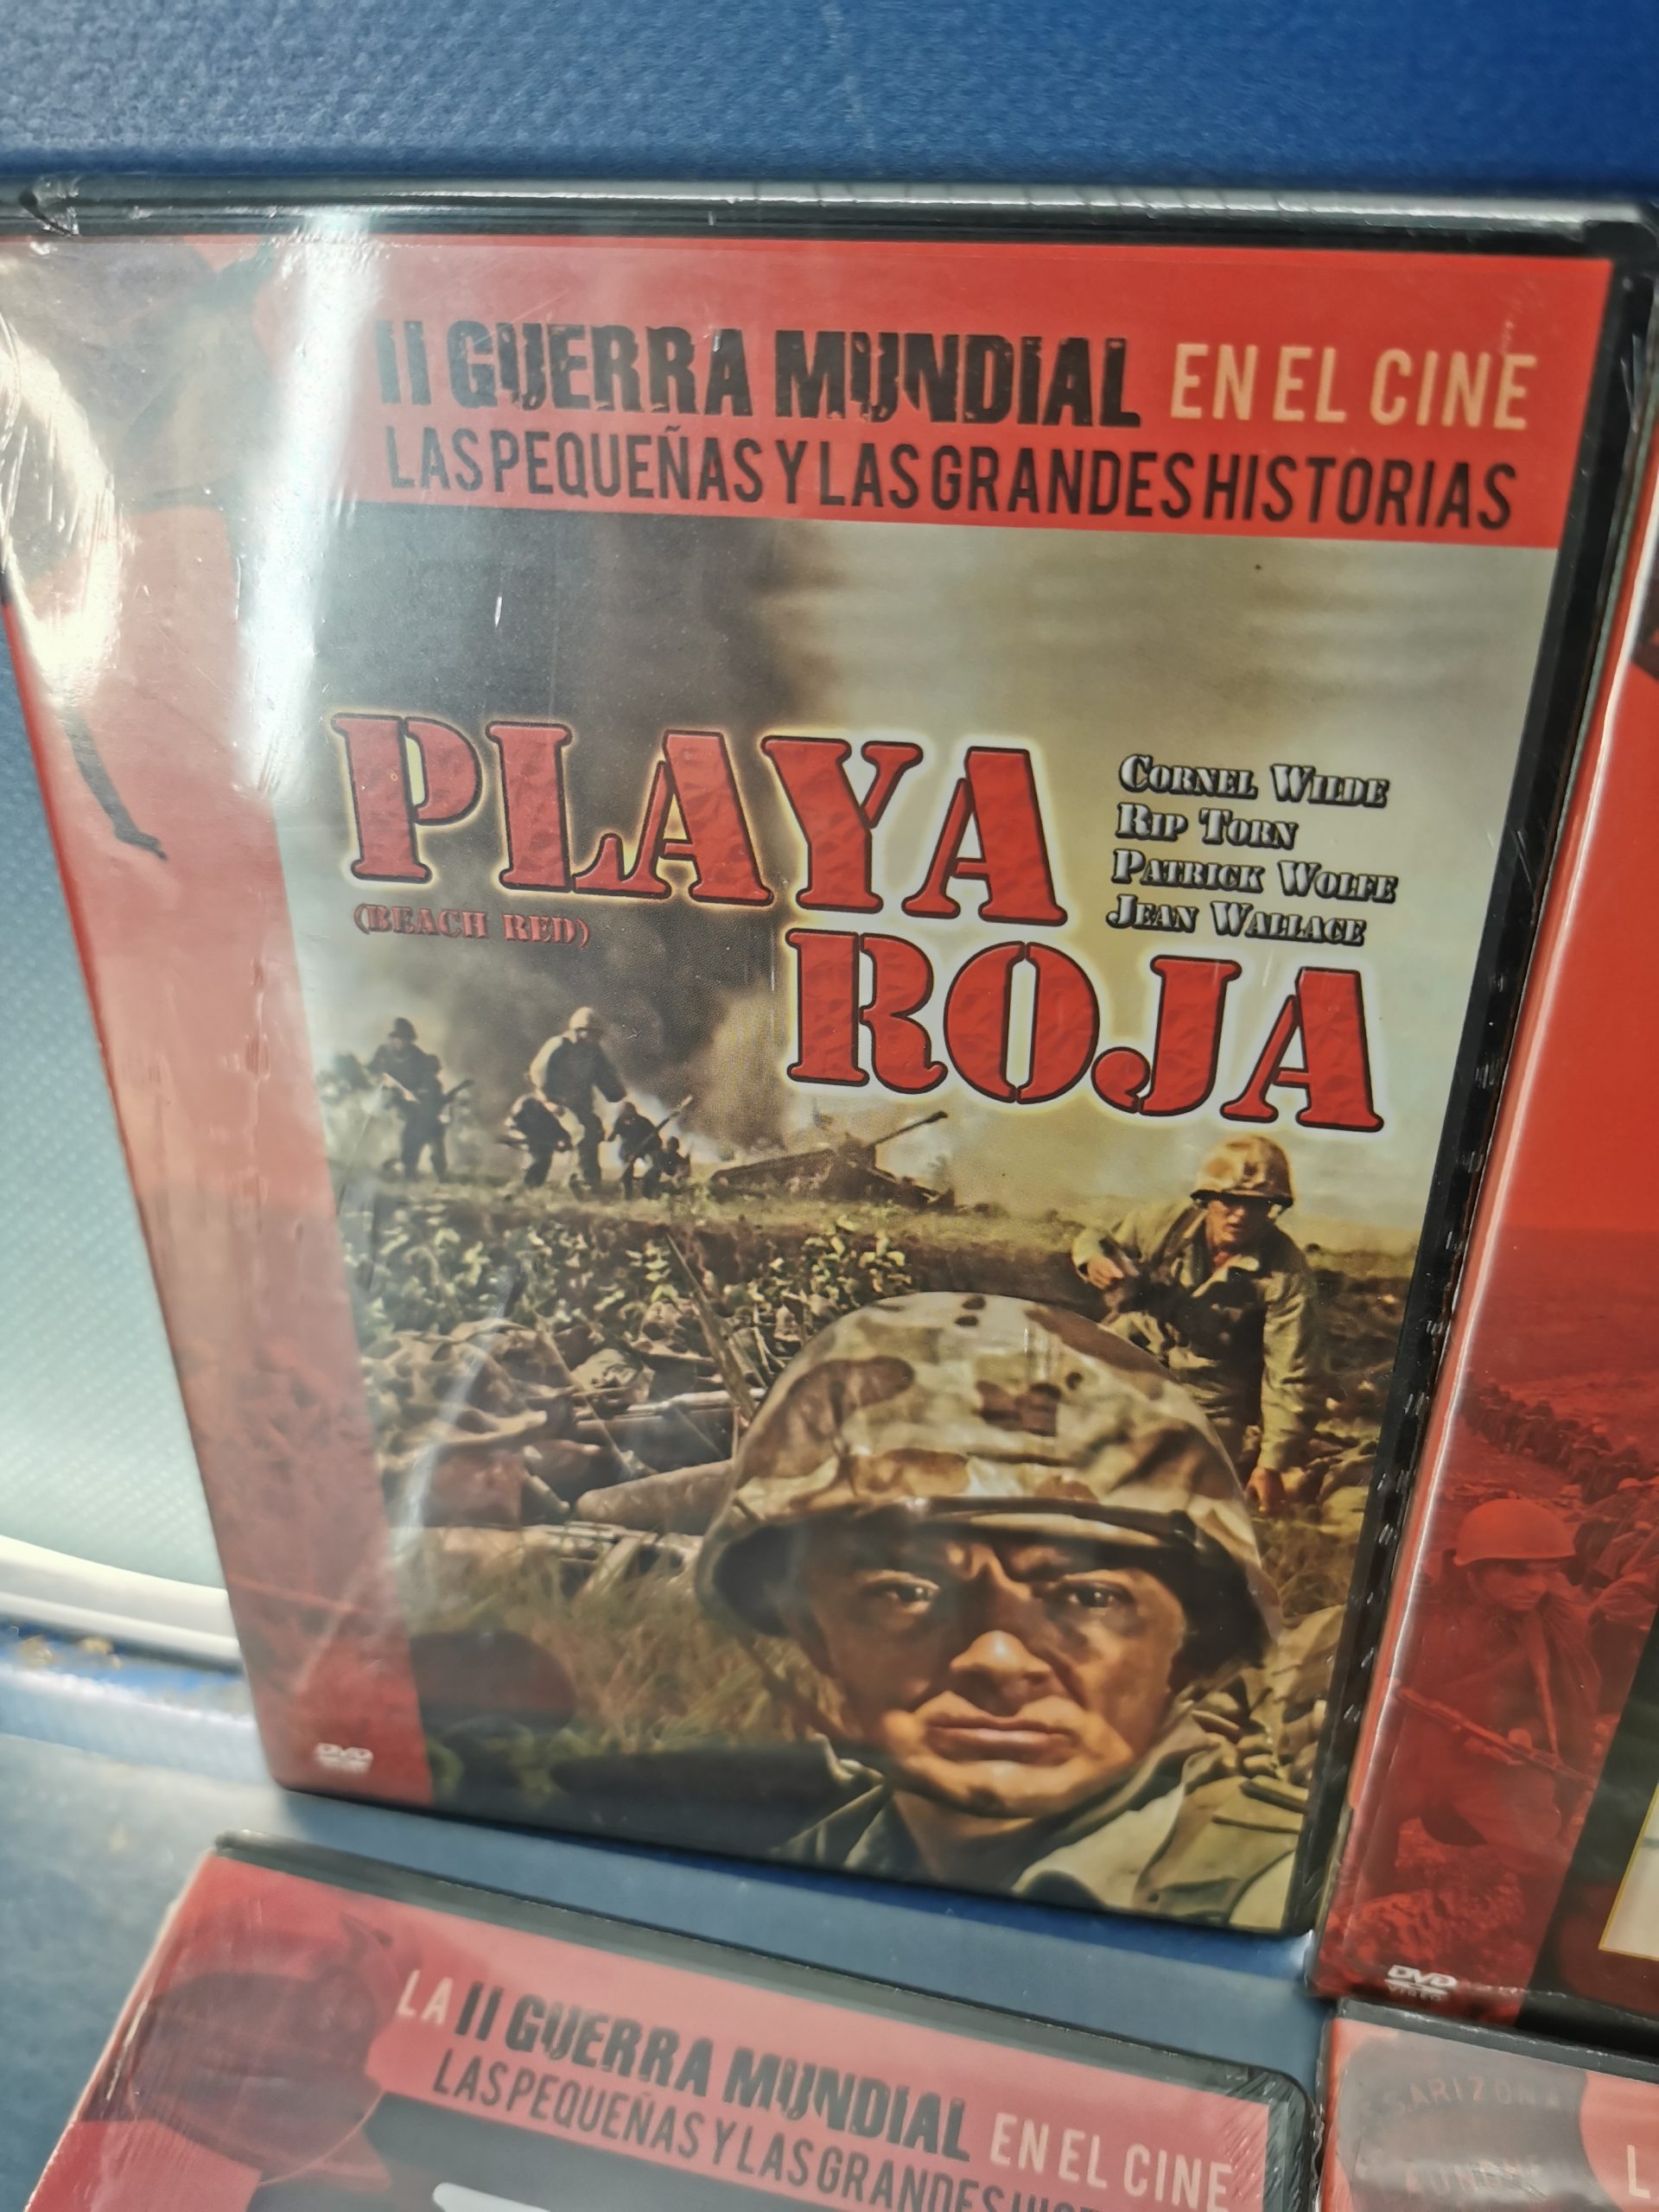 II GUERRA MUNDIAL EN EL CINE
LAS PEQUEÑAS Y LAS GRANDES HISTORIAS
PLAYA
ROJA
(BEACH RED)
CORNEL WILDE
RIP TORN
PATRICK WOLFE
JEAN WALLACE
DVD
DVD
VIDEO
LA II GUERRA MUNDIAL EN EL CINE
LAS PEQUEÑAS Y LAS GRANDES